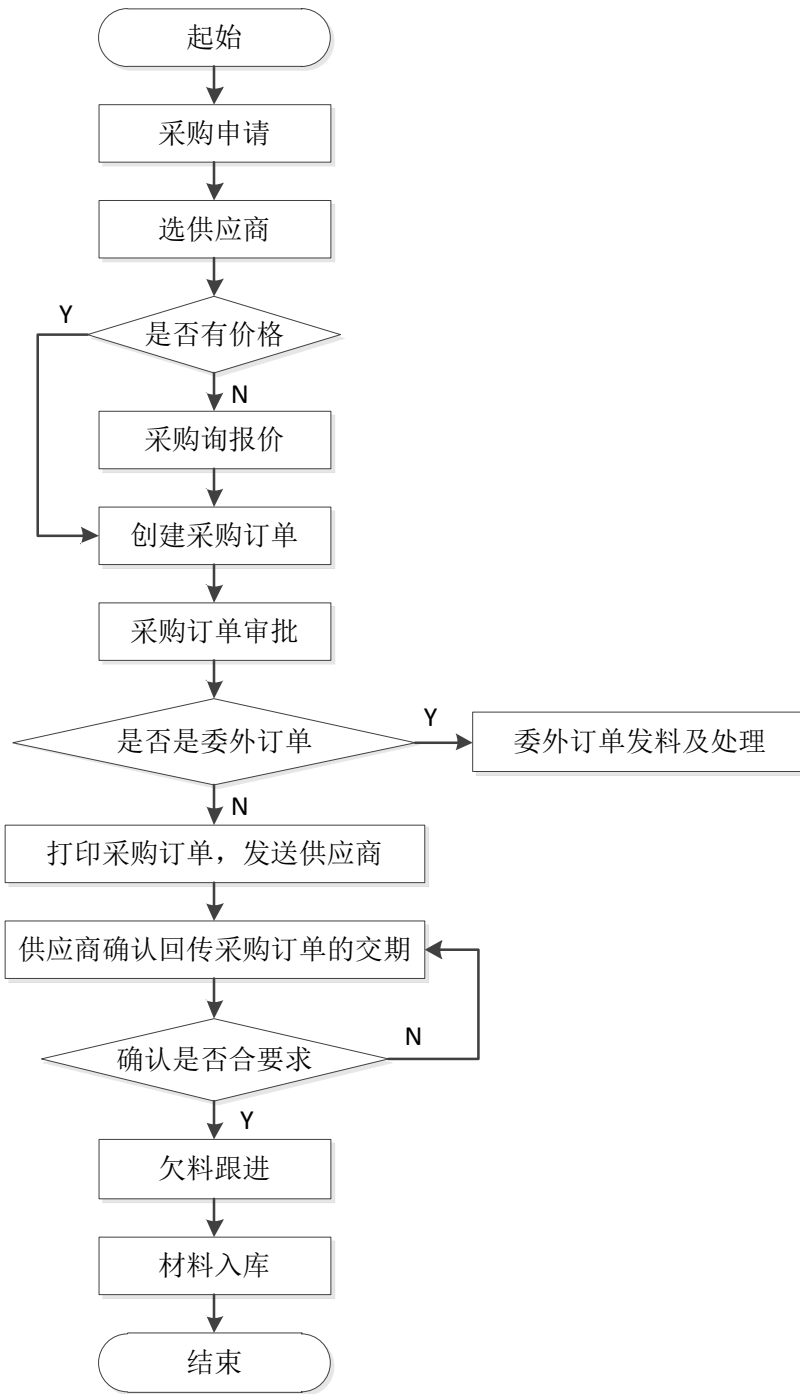 起始
采购申请
选供应商
是否有价格
Y
N
采购询报价
创建采购订单
采购订单审批
是否是委外订单
Y
委外订单发料及处理
N
打印采购订单，发送供应商
供应商确认回传采购订单的交期
确认是否合要求
N
Y
欠料跟进
材料入库
结束